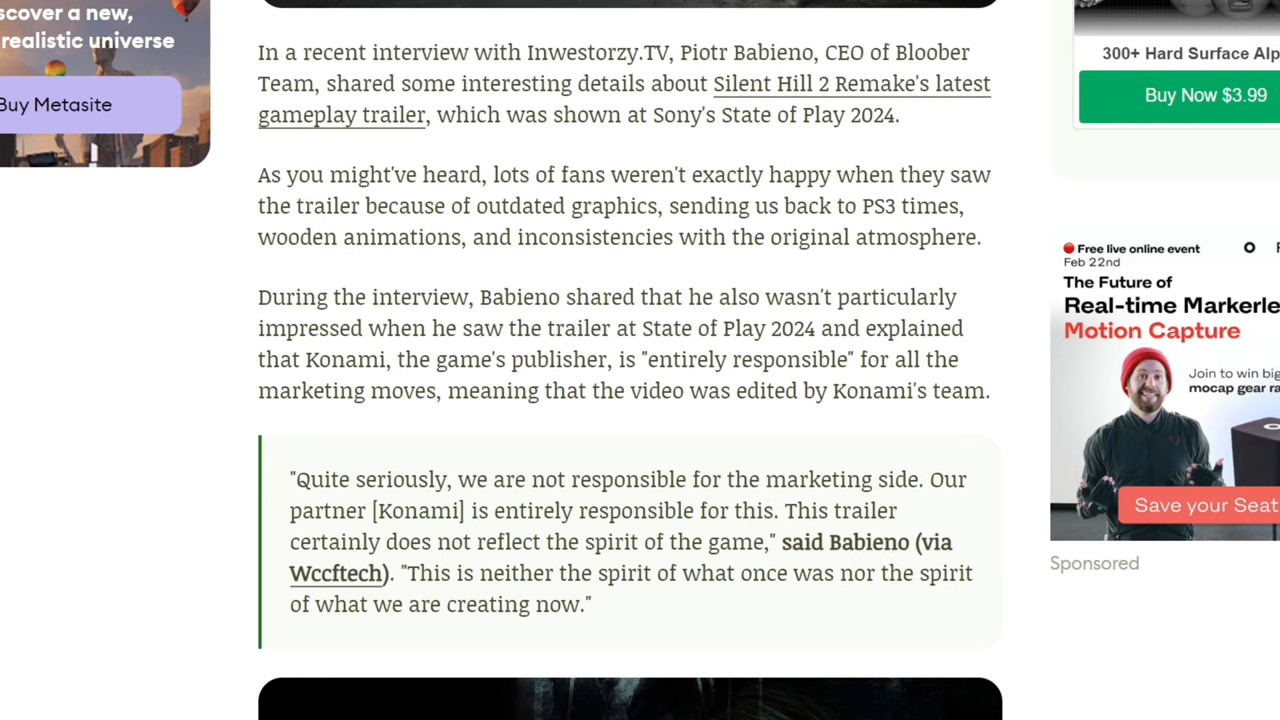 scover a new,
realistic universe
Buy Metasite
In a recent interview with Inwestorzy.TV, Piotr Babieno, CEO of Bloober
Team, shared some interesting details about Silent Hill 2 Remake's latest
gameplay trailer, which was shown at Sony's State of Play 2024.
As you might've heard, lots of fans weren't exactly happy when they saw
the trailer because of outdated graphics, sending us back to PS3 times,
wooden animations, and inconsistencies with the original atmosphere.
During the interview, Babieno shared that he also wasn't particularly
impressed when he saw the trailer at State of Play 2024 and explained
that Konami, the game's publisher, is "entirely responsible" for all the
marketing moves, meaning that the video was edited by Konami's team.
"Quite seriously, we are not responsible for the marketing side. Our
partner [Konami] is entirely responsible for this. This trailer
certainly does not reflect the spirit of the game," said Babieno (via
Wccftech). "This is neither the spirit of what once was nor the spirit
of what we are creating now."
300+ Hard Surface Alp
Buy Now $3.99
Free live online event
Feb 22nd
The Future of
Real-time Markerle
Motion Capture
Join to win big
mocap gear ra
Save your Seat
Sponsored